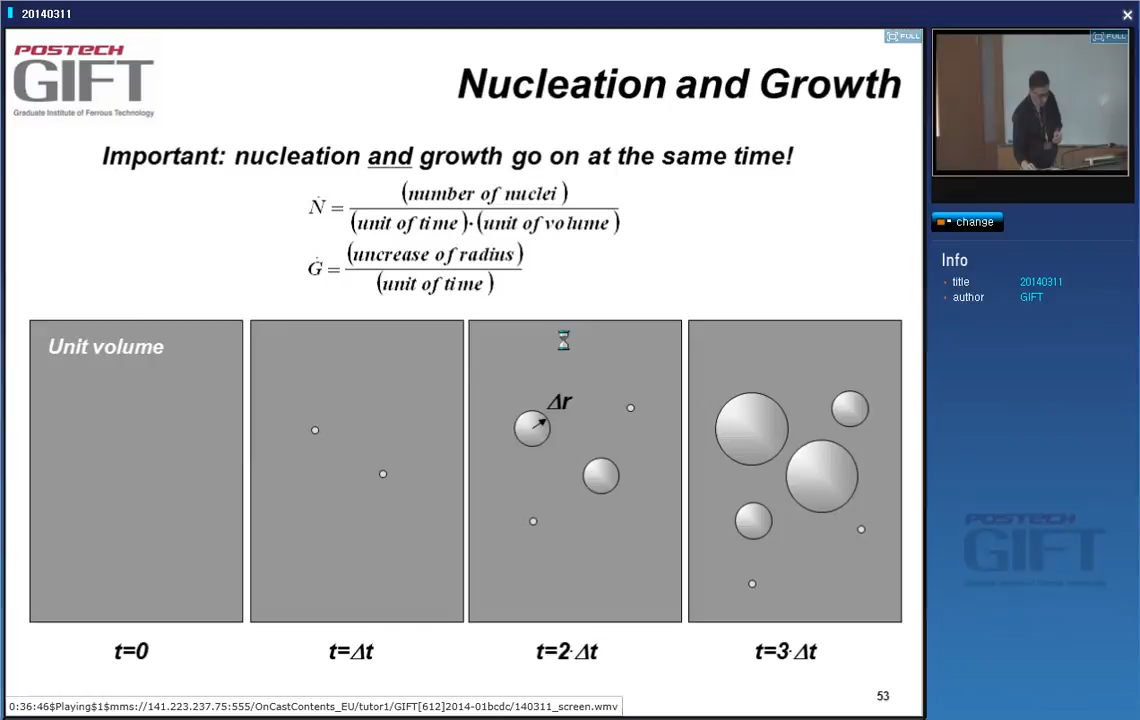 20140311
FULL
FULL
POSTECH
GIFT
Graduate Institute of Ferrous Technology
Nucleation and Growth
Important: nucleation and growth go on at the same time!
Ṅ = (number of nuclei) / (unit of time)·(unit of volume)
Ġ = (uncrease of radius) / (unit of time)
change
Info
title 20140311
author GIFT
Unit volume
Δr
t=0
t=Δt
t=2·Δt
t=3·Δt
POSTECH
GIFT
53
0:36:46$Playing$1$mms://141.223.237.75:555/OnCastContents_EU/tutor1/GIFT[612]2014-01bcdc/140311_screen.wmv